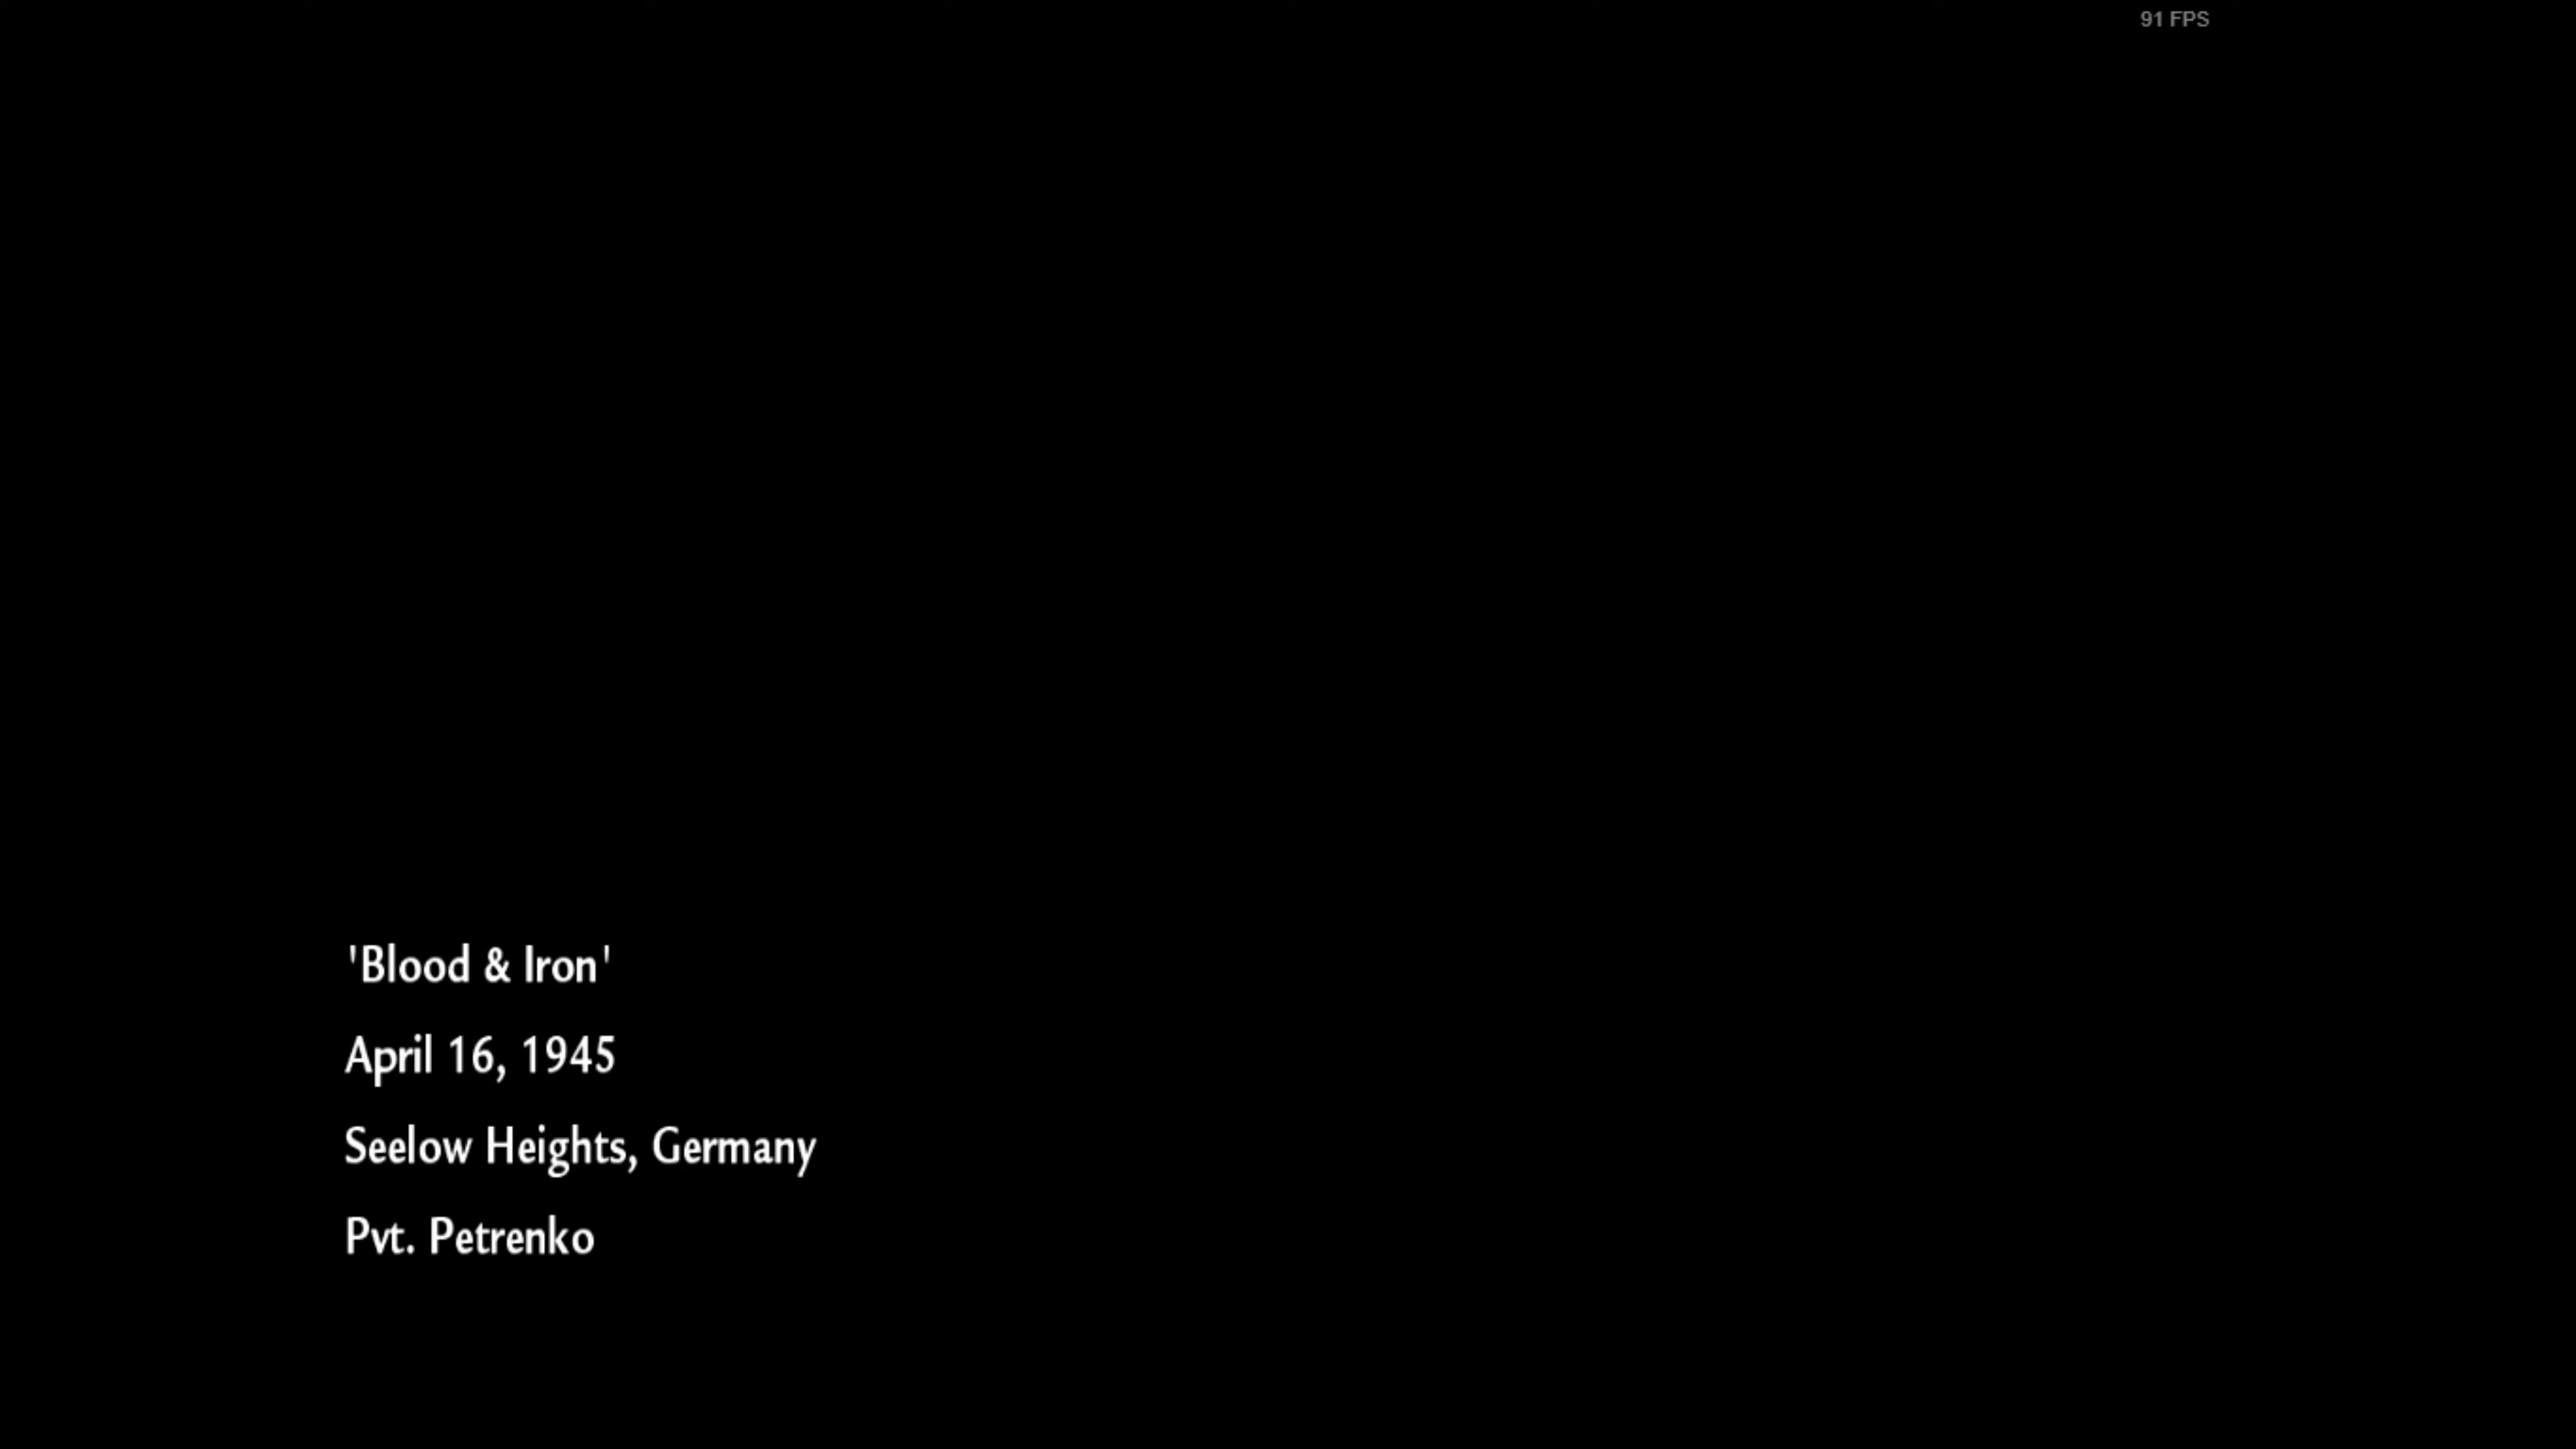 91 FPS
'Blood & Iron'
April 16, 1945
Seelow Heights, Germany
Pvt. Petrenko